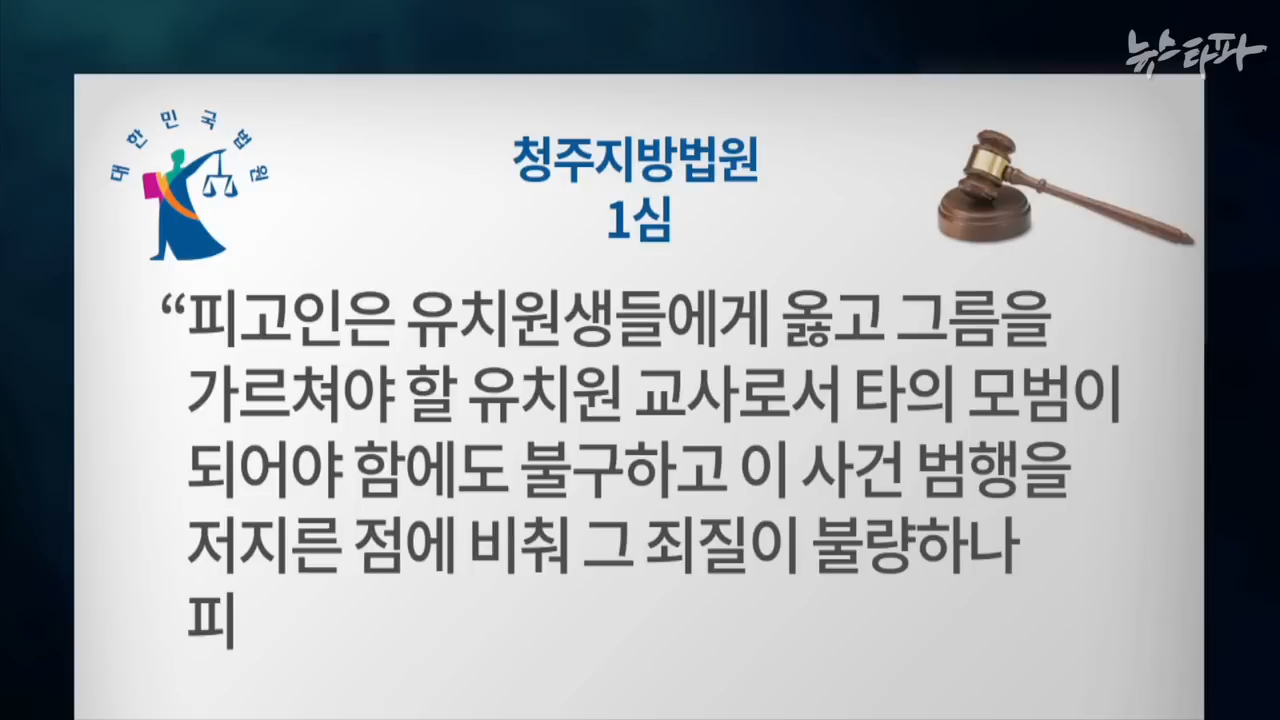 뉴스타파
대한민국법원
청주지방법원
1심
“피고인은 유치원생들에게 옳고 그름을
가르쳐야 할 유치원 교사로서 타의 모범이
되어야 함에도 불구하고 이 사건 범행을
저지른 점에 비춰 그 죄질이 불량하나
피